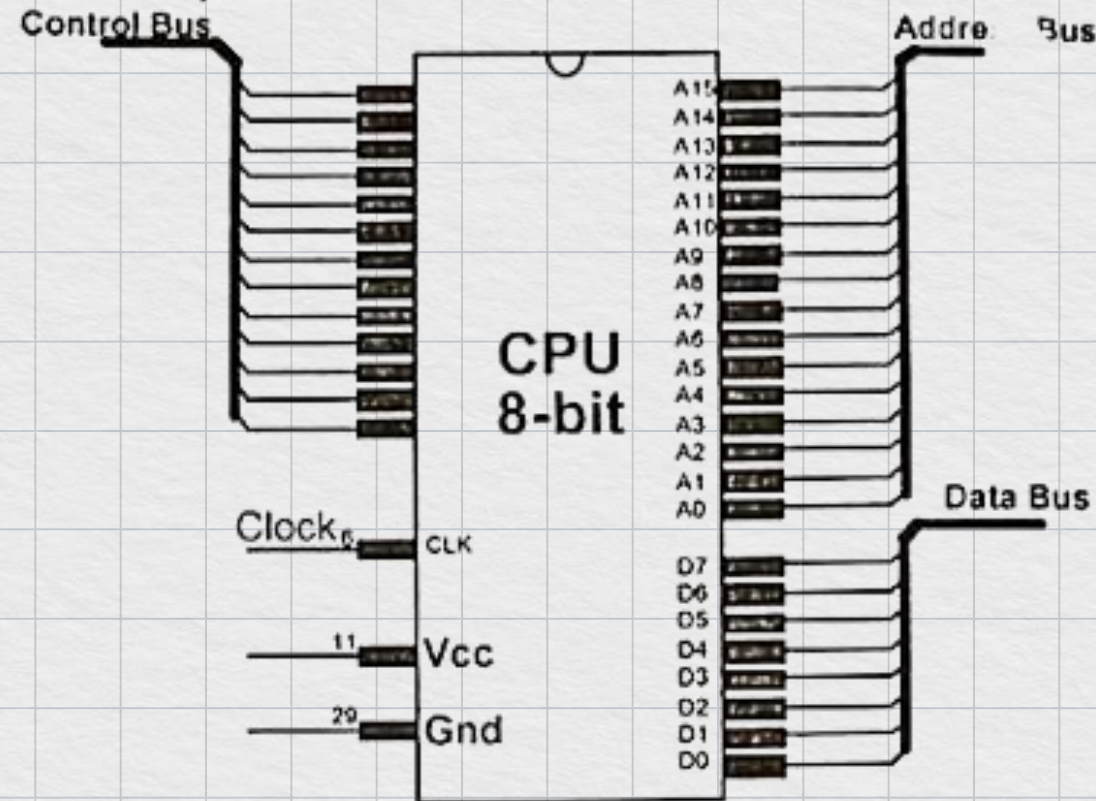 Control Bus
Bus
A15
A14
A13
A12
A11
A10
A9
A8
A7
A6
A5
A4
A3
A2
A1
A0
CPU
8-bit
Data Bus
Clock 6 CLK
D7
D6
D5
D4
D3
D2
D1
D0
11 Vcc
29 Gnd